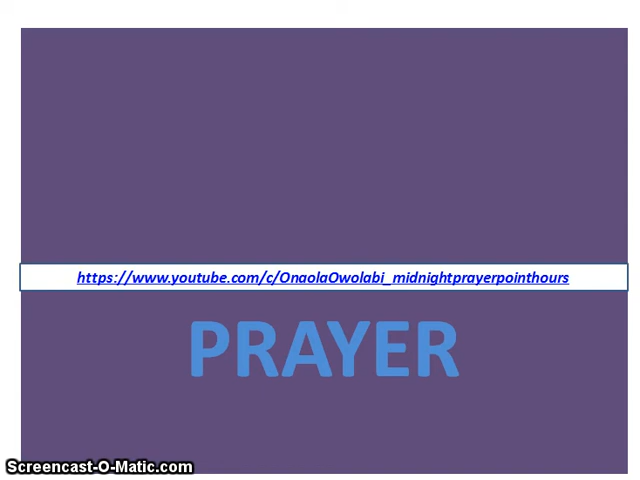 https://www.youtube.com/c/OnaolaOwolabi_midnightprayerpointhours
PRAYER
Screencast-O-Matic.com